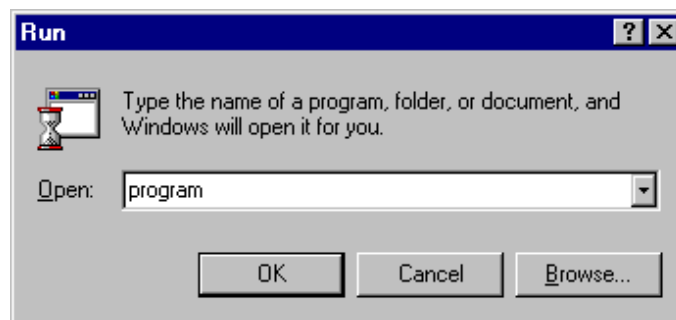 Run
Type the name of a program, folder, or document, and
Windows will open it for you.
Open: program
OK Cancel Browse...